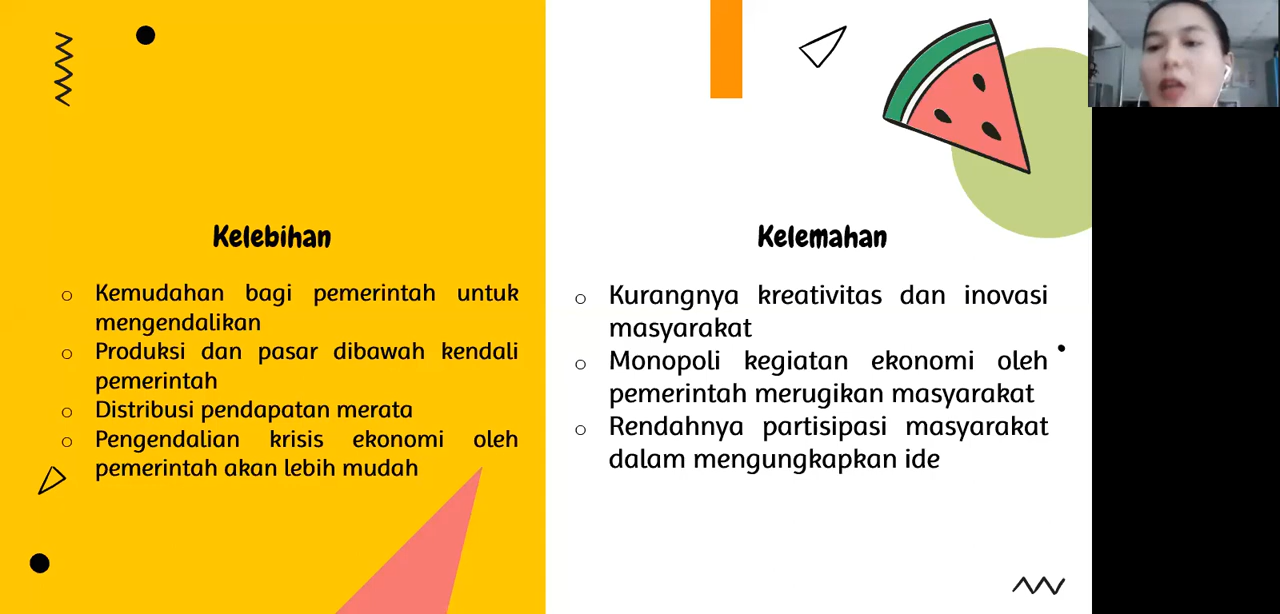 Kelebihan
Kemudahan bagi pemerintah untuk
mengendalikan
Produksi dan pasar dibawah kendali
pemerintah
Distribusi pendapatan merata
Pengendalian krisis ekonomi oleh
pemerintah akan lebih mudah
Kelemahan
Kurangnya kreativitas dan inovasi
masyarakat
Monopoli kegiatan ekonomi oleh
pemerintah merugikan masyarakat
Rendahnya partisipasi masyarakat
dalam mengungkapkan ide